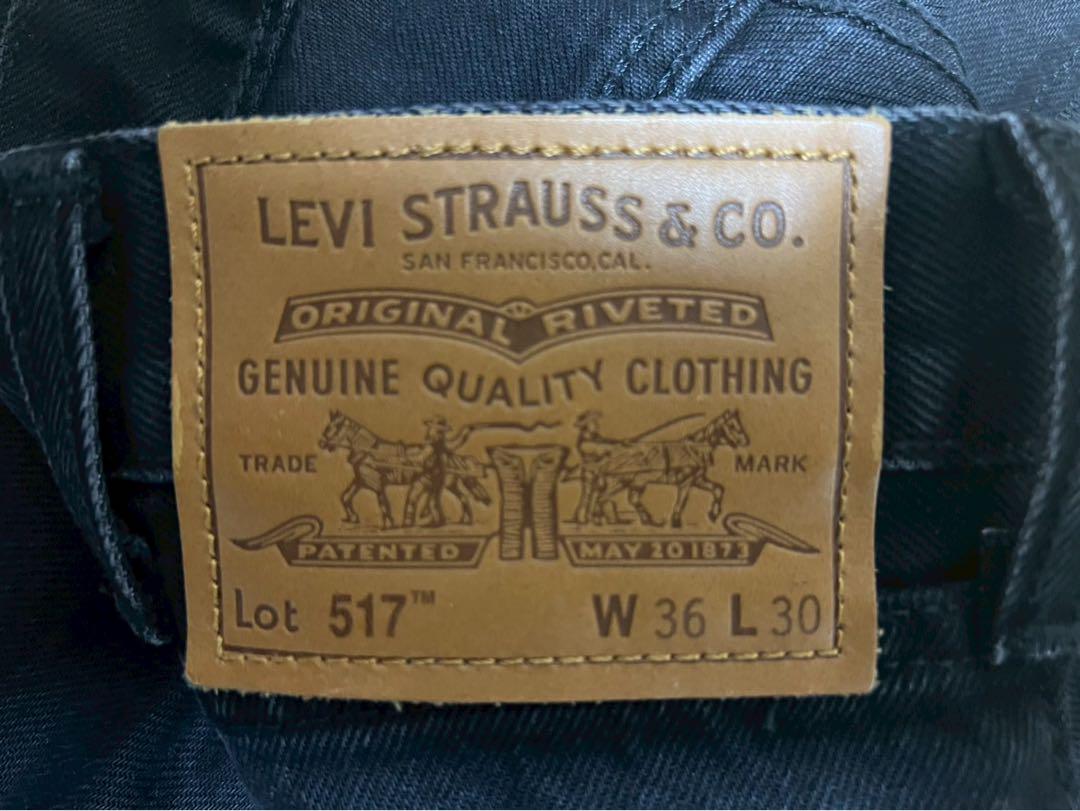 LEVI STRAUSS & CO.
SAN FRANCISCO, CAL.
ORIGINAL RIVETED
GENUINE QUALITY CLOTHING
TRADE MARK
PATENTED MAY 20 1873
Lot 517™ W 36 L 30